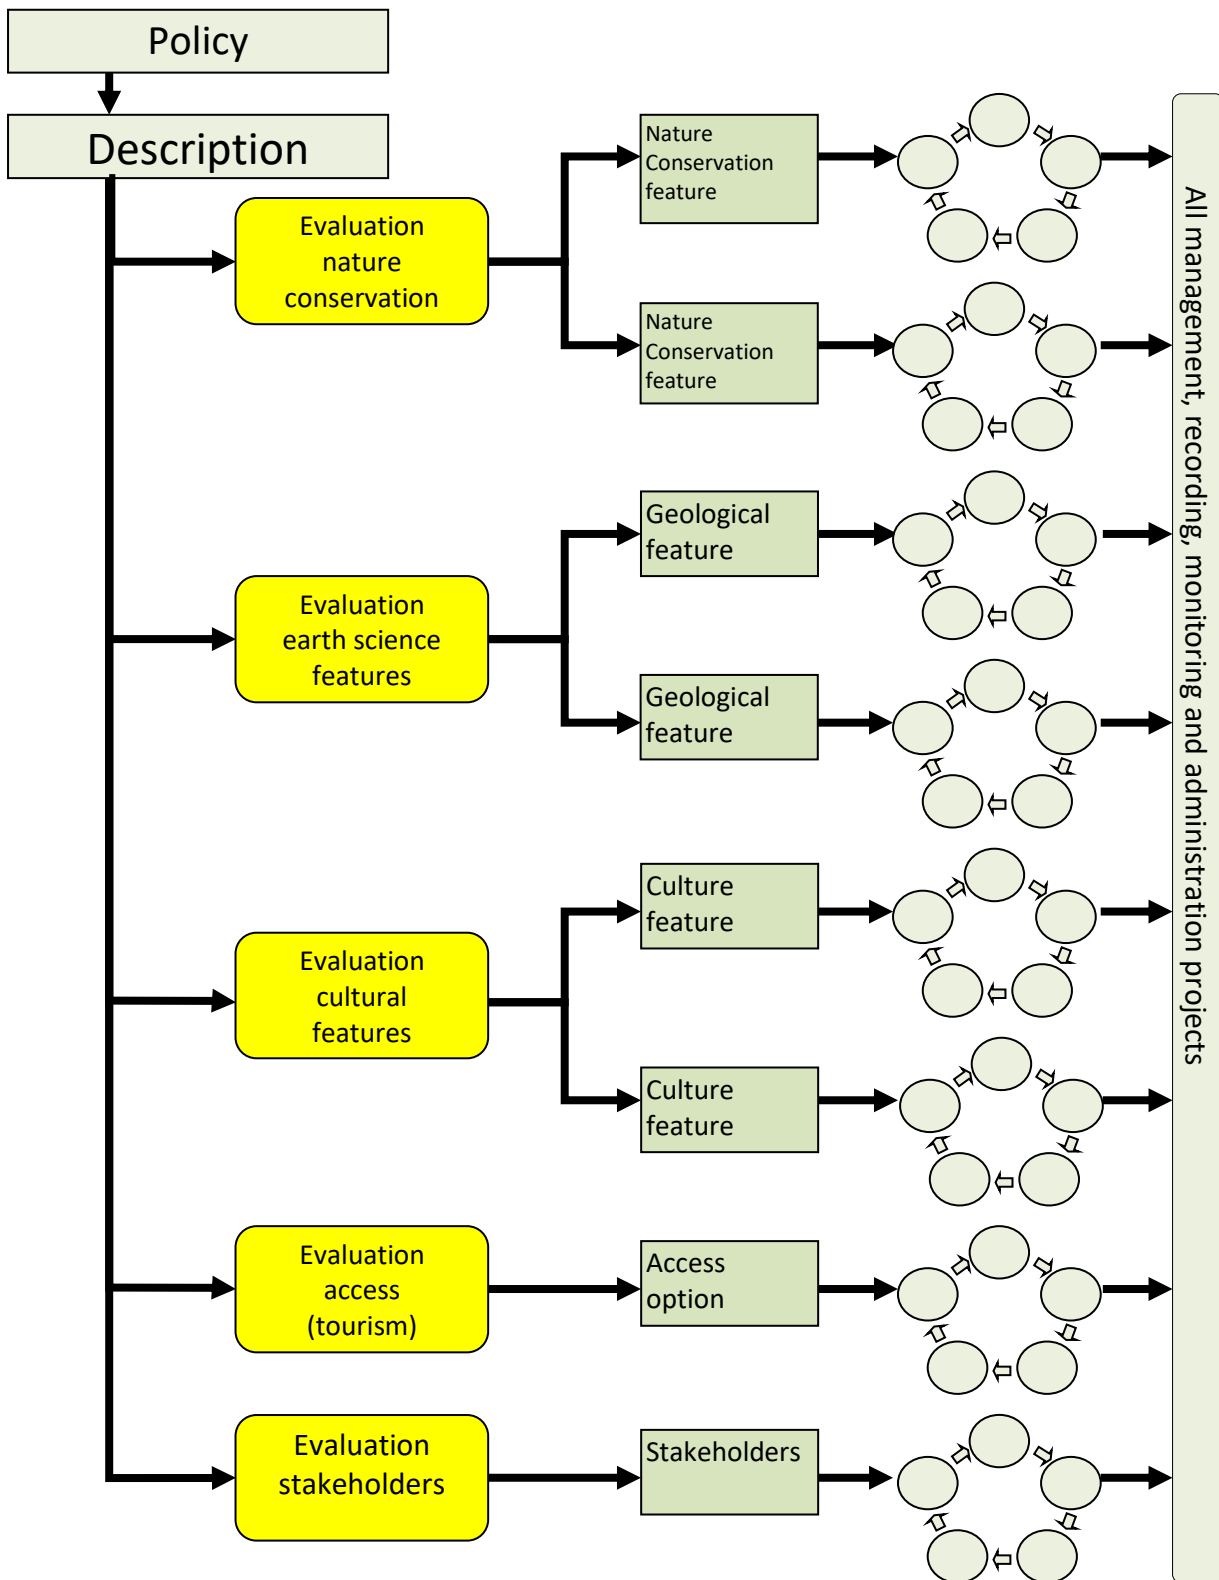 Policy
Description
Evaluation
nature
conservation
Nature
Conservation
feature
Nature
Conservation
feature
Evaluation
earth science
features
Geological
feature
Geological
feature
Evaluation
cultural
features
Culture
feature
Culture
feature
Evaluation
access
(tourism)
Access
option
Evaluation
stakeholders
Stakeholders
All management, recording, monitoring and administration projects